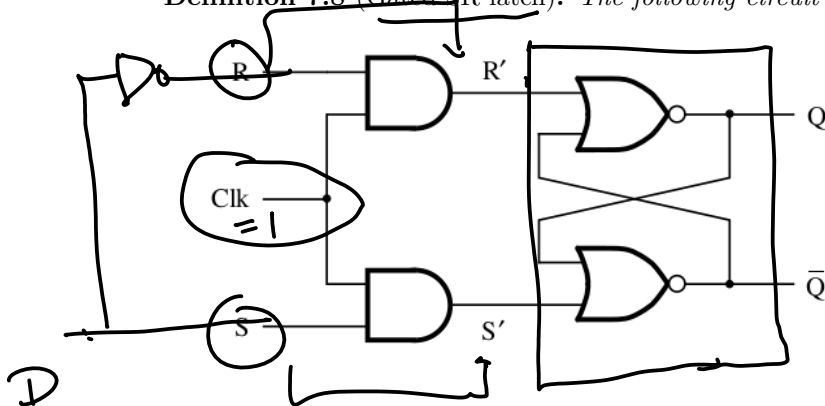 Definition 7.8 (Gated SR latch). The following circuit
R
R′
Q
Clk
= 1
S
S′
Q̄
D